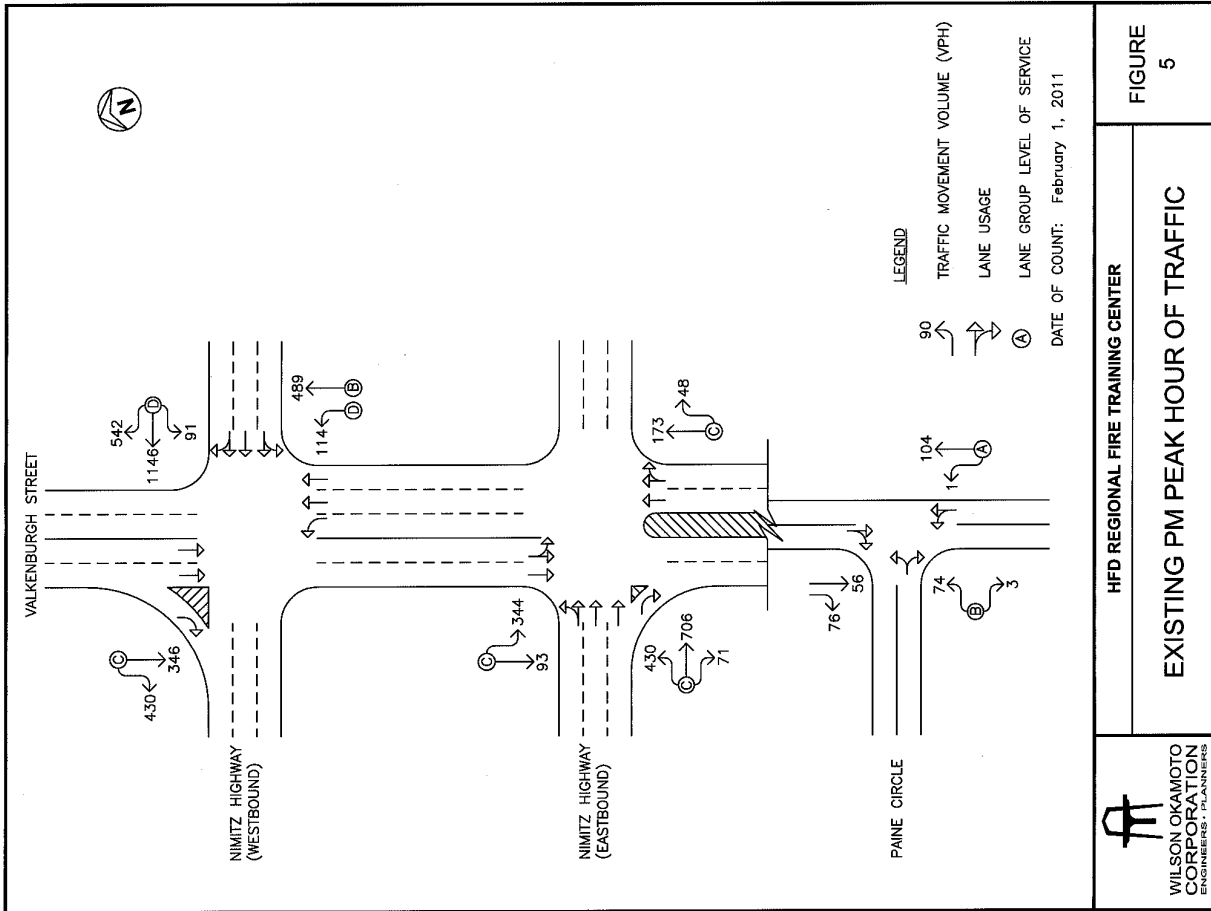 VALKENBURGH STREET
N
542
1146
D
91
489
114
D
B
C
346
430
NIMITZ HIGHWAY
(WESTBOUND)
C
344
93
173
48
C
NIMITZ HIGHWAY
(EASTBOUND)
430
706
C
71
104
1
A
76
56
74
B
3
PAINE CIRCLE
LEGEND
90
TRAFFIC MOVEMENT VOLUME (VPH)
LANE USAGE
A
LANE GROUP LEVEL OF SERVICE
DATE OF COUNT: February 1, 2011
WILSON OKAMOTO
CORPORATION
ENGINEERS · PLANNERS
HFD REGIONAL FIRE TRAINING CENTER
EXISTING PM PEAK HOUR OF TRAFFIC
FIGURE
5